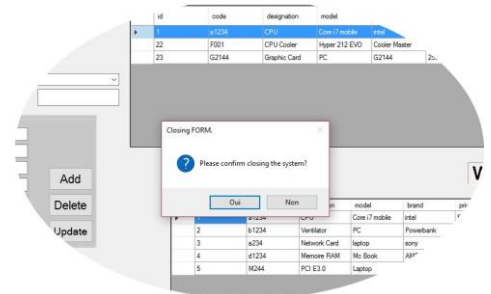 id code designation model
1 a1234 CPU Core i7 mobile intel
22 F001 CPU Cooler Hyper 212 EVO Cooler Master
23 G2144 Graphic Card PC G2144
Closing FORM.
Please confirm closing the system?
Oui Non
Add
Delete
Update
model brand
1 a1234 CPU Core i7 mobile intel
2 b1234 Ventilator PC Powerbank
3 a234 Network Card laptop sony
4 d1234 Memoire RAM Mc Book
5 M244 PCI E3.0 Laptop